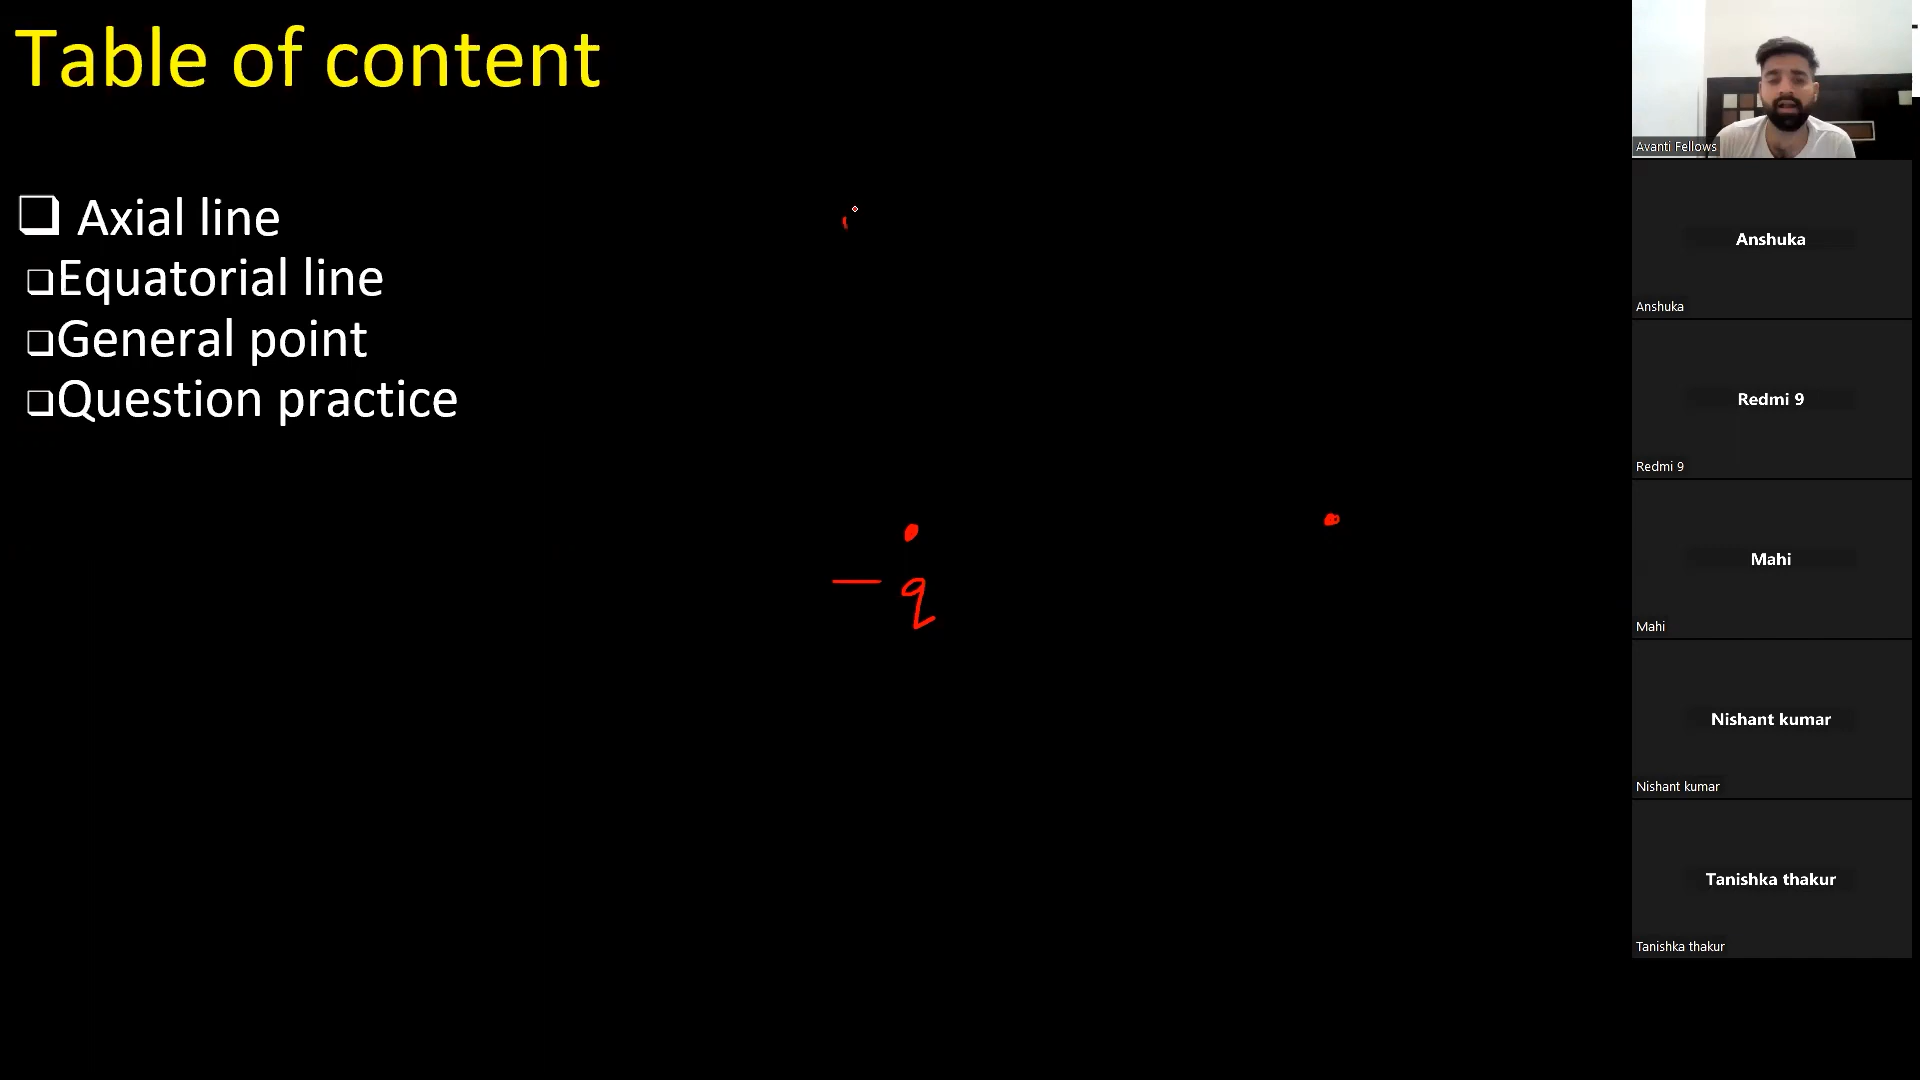 Table of content
Axial line
Equatorial line
General point
Question practice
— q
Avanti Fellows
Anshuka
Anshuka
Redmi 9
Redmi 9
Mahi
Mahi
Nishant kumar
Nishant kumar
Tanishka thakur
Tanishka thakur